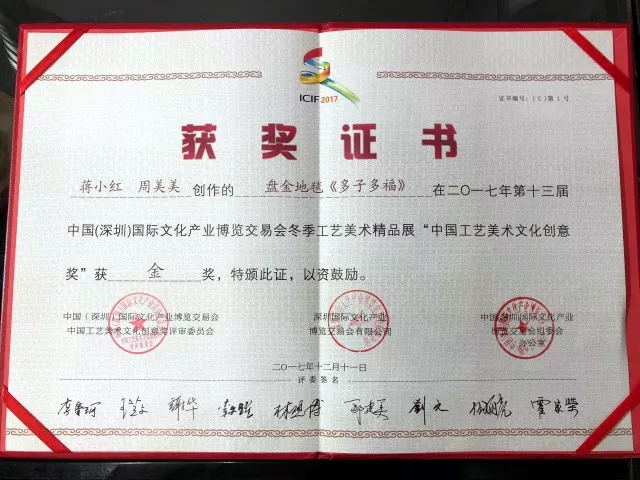 ICIF 2017
证书编号：（C）第 1 号
获奖证书
蒋小红 周美美 创作的 盘金地毯《多子多福》 在二〇一七年第十三届
中国(深圳)国际文化产业博览交易会冬季工艺美术精品展“中国工艺美术文化创意
奖”获 金 奖，特颁此证，以资鼓励。
中国（深圳）国际文化产业博览交易会 深圳国际文化产业 中国（深圳）国际文化产业
中国工艺美术文化创意奖评审委员会 博览交易会有限公司 博览交易会组委会
办公室
二〇一七年十二月十一日
评委签名